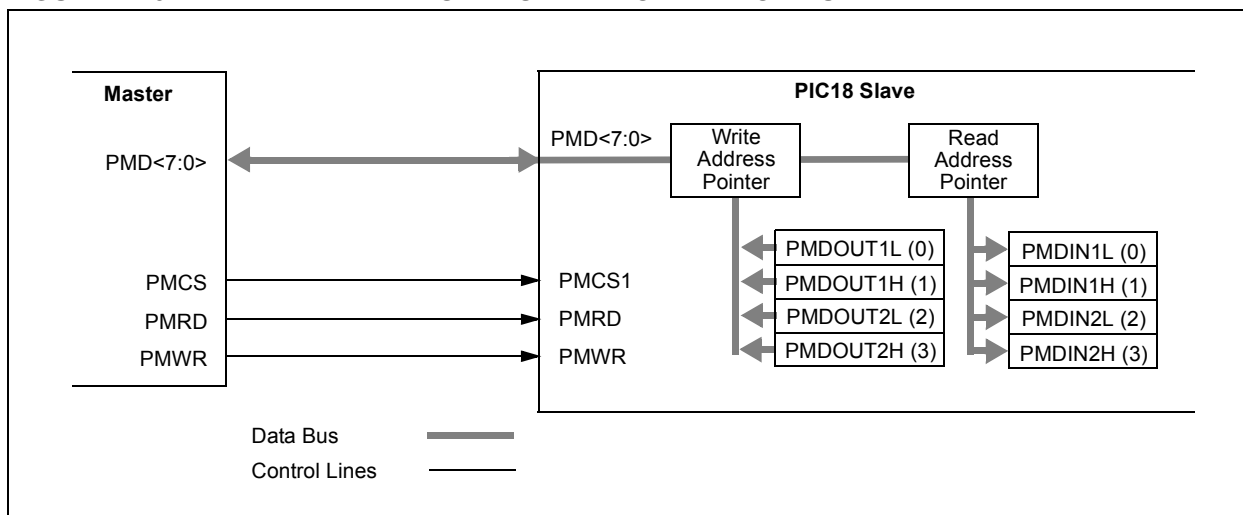 Master
PIC18 Slave
PMD<7:0>
PMD<7:0>
Write
Address
Pointer
Read
Address
Pointer
PMDOUT1L (0)
PMDOUT1H (1)
PMDOUT2L (2)
PMDOUT2H (3)
PMDIN1L (0)
PMDIN1H (1)
PMDIN2L (2)
PMDIN2H (3)
PMCS
PMCS1
PMRD
PMRD
PMWR
PMWR
Data Bus
Control Lines